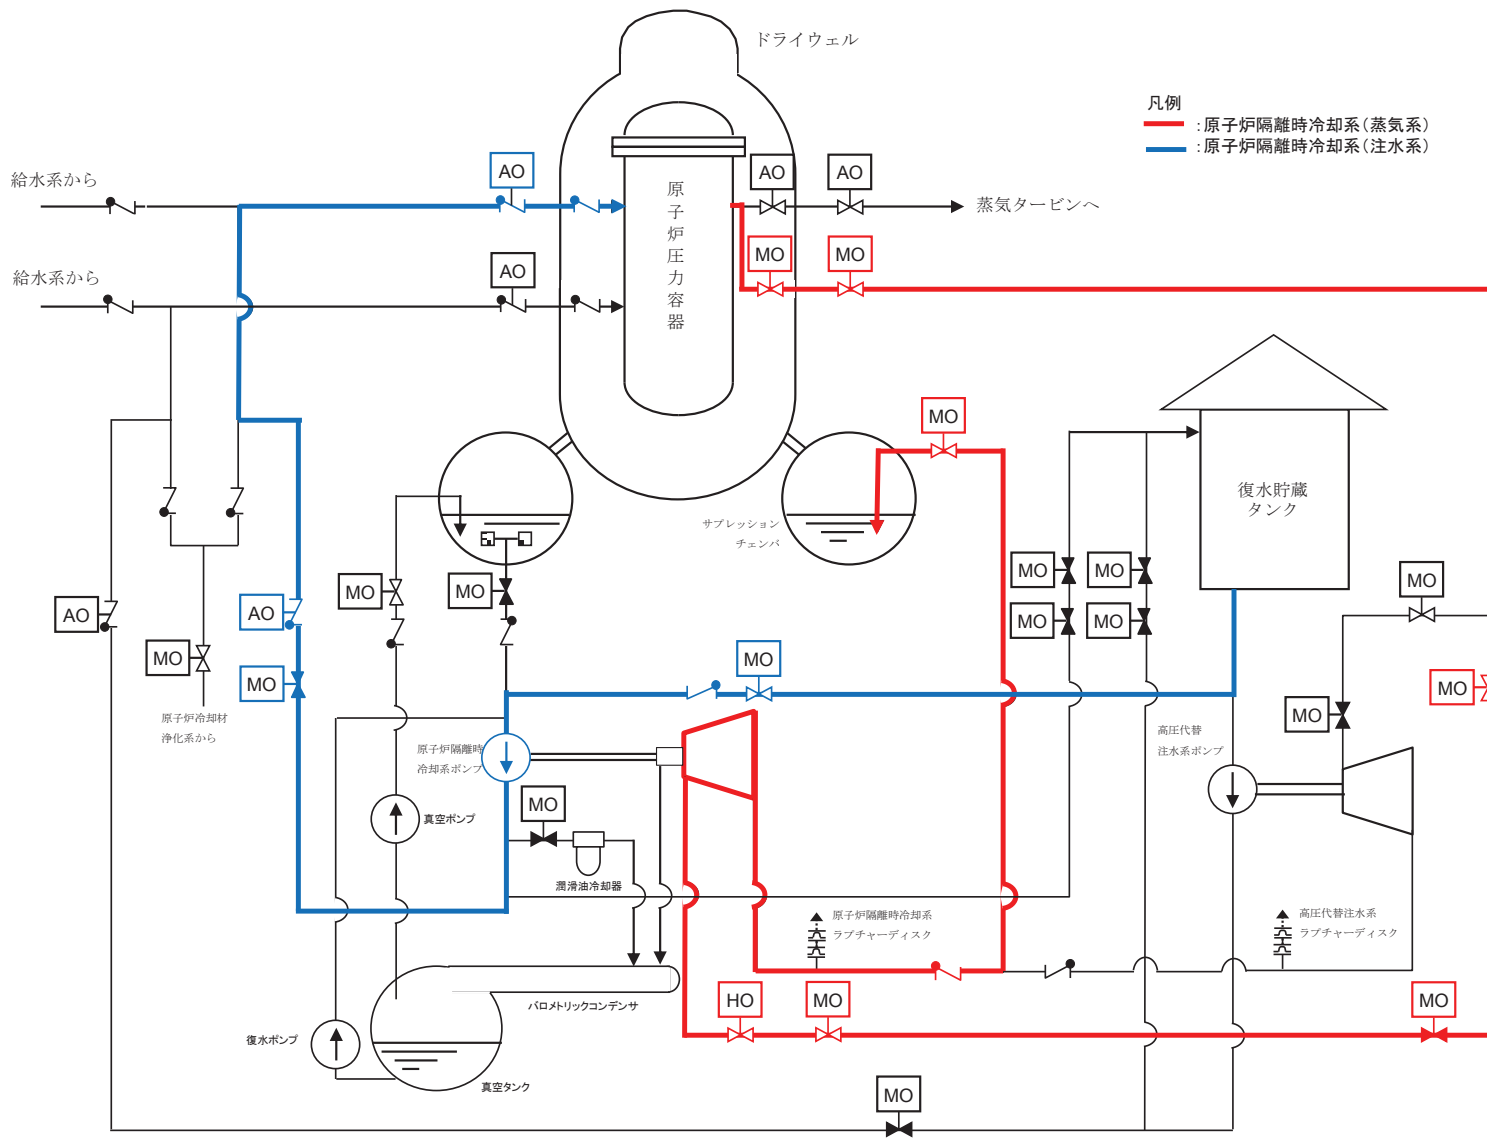 ドライウェル
凡例
:原子炉隔離時冷却系(蒸気系)
:原子炉隔離時冷却系(注水系)
給水系から
AO
AO
AO
原子炉圧力容器
蒸気タービンへ
給水系から
AO
MO
MO
MO
復水貯蔵
タンク
サプレッション
チェンバ
MO
MO
MO
MO
MO
MO
MO
MO
AO
AO
MO
MO
MO
MO
MO
原子炉冷却材
浄化系から
原子炉隔離時
冷却系ポンプ
高圧代替
注水系ポンプ
真空ポンプ
MO
潤滑油冷却器
原子炉隔離時冷却系
ラプチャーディスク
高圧代替注水系
ラプチャーディスク
バロメトリックコンデンサ
HO
MO
MO
復水ポンプ
真空タンク
MO